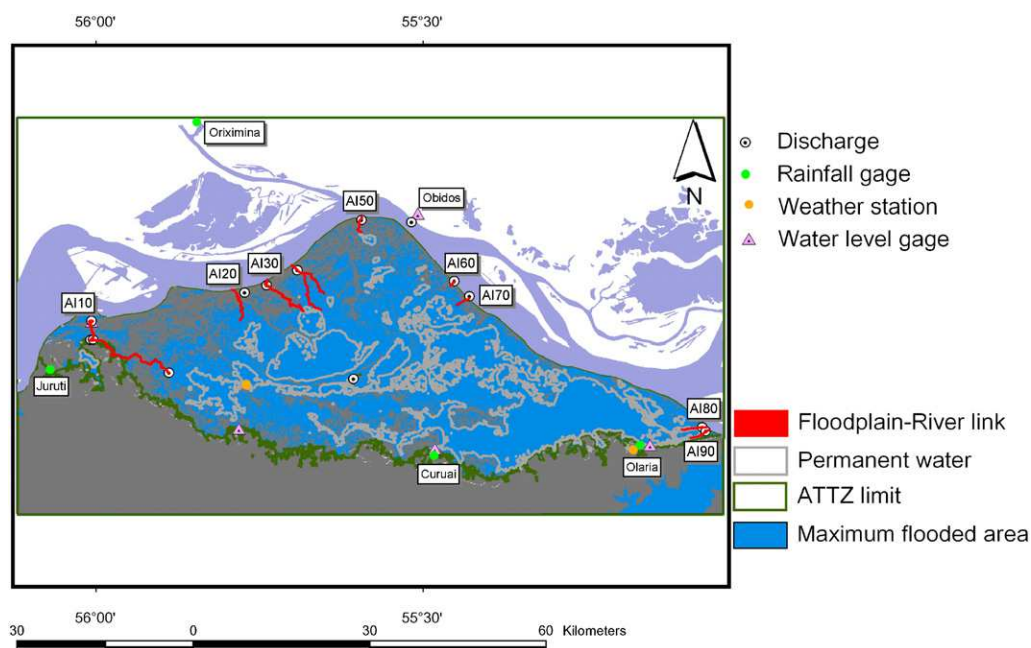 56°00'
55°30'
Oriximina
Discharge
Rainfall gage
Weather station
Water level gage
N
AI50
Obidos
AI30
AI20
AI60
AI70
AI10
Juruti
AI80
AI90
Olaria
Curuai
Floodplain-River link
Permanent water
ATTZ limit
Maximum flooded area
56°00'
55°30'
30
0
30
60
Kilometers